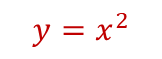 y = x²